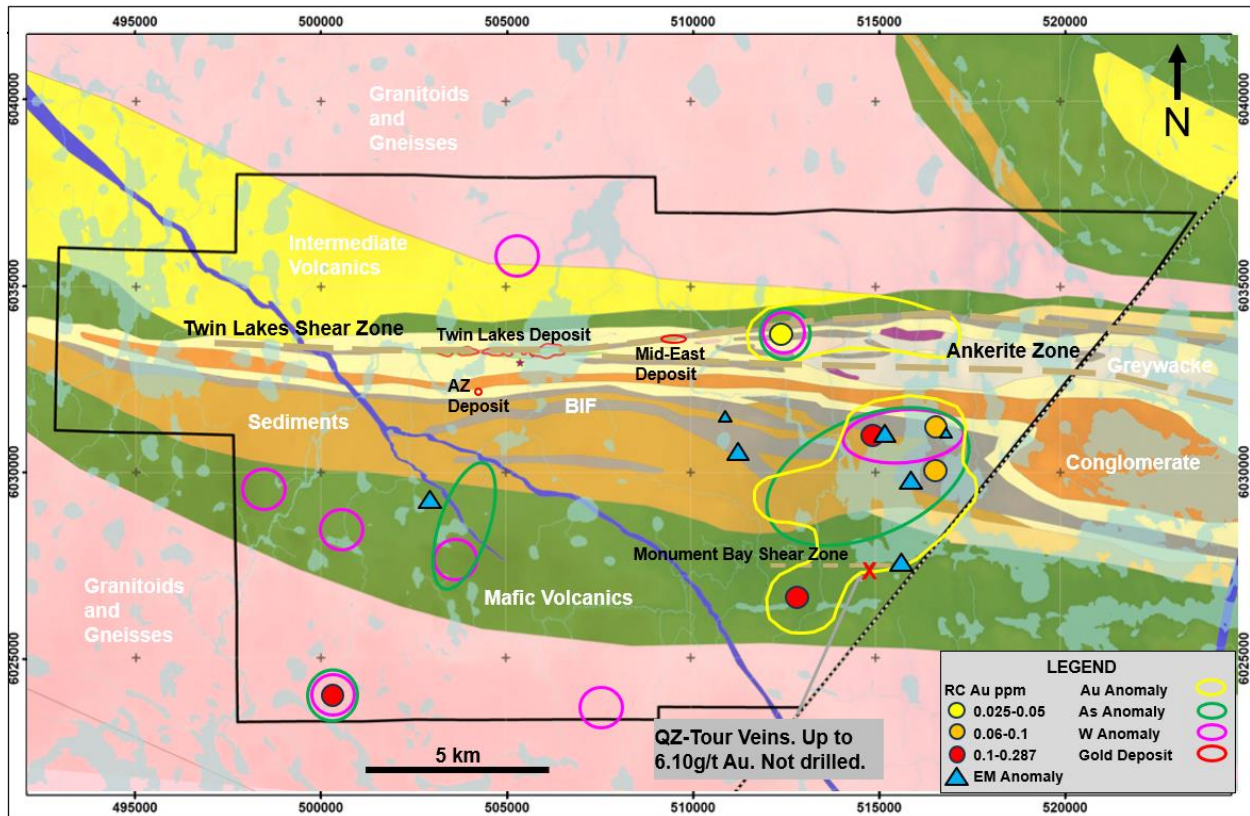 495000 500000 505000 510000 515000 520000
6040000 6040000
N
Granitoids
and
Gneisses
Intermediate
Volcanics
6035000 6035000
Twin Lakes Shear Zone
Twin Lakes Deposit
Mid-East
Deposit
Ankerite Zone
Greywacke
AZ
Deposit
BIF
Sediments
Conglomerate
6030000 6030000
Monument Bay Shear Zone
X
Mafic Volcanics
Granitoids
and
Gneisses
6025000 6025000
QZ-Tour Veins. Up to
6.10g/t Au. Not drilled.
5 km
LEGEND
RC Au ppm
0.025-0.05
0.06-0.1
0.1-0.287
EM Anomaly
Au Anomaly
As Anomaly
W Anomaly
Gold Deposit
495000 500000 505000 510000 515000 520000